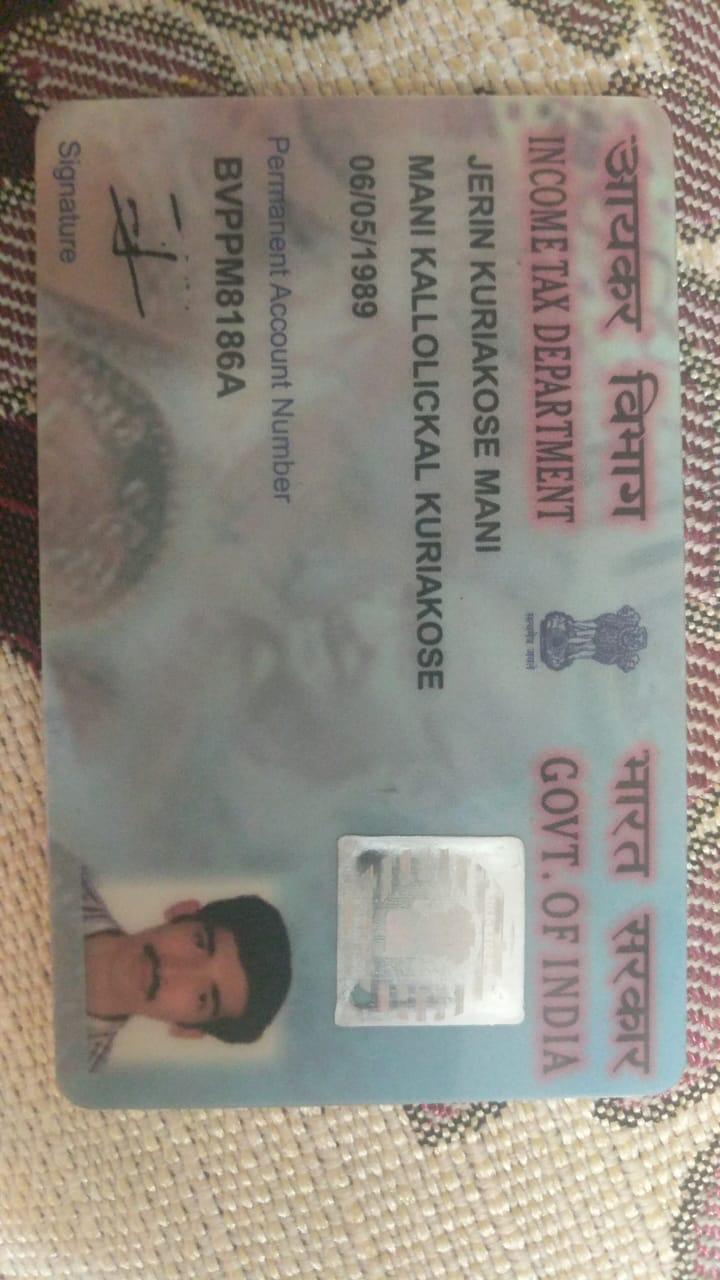 आयकर विभाग
INCOME TAX DEPARTMENT
सत्यमेव जयते
भारत सरकार
GOVT. OF INDIA
JERIN KURIAKOSE MANI
MANI KALLOLICKAL KURIAKOSE
06/05/1989
Permanent Account Number
BVPPM8186A
Signature